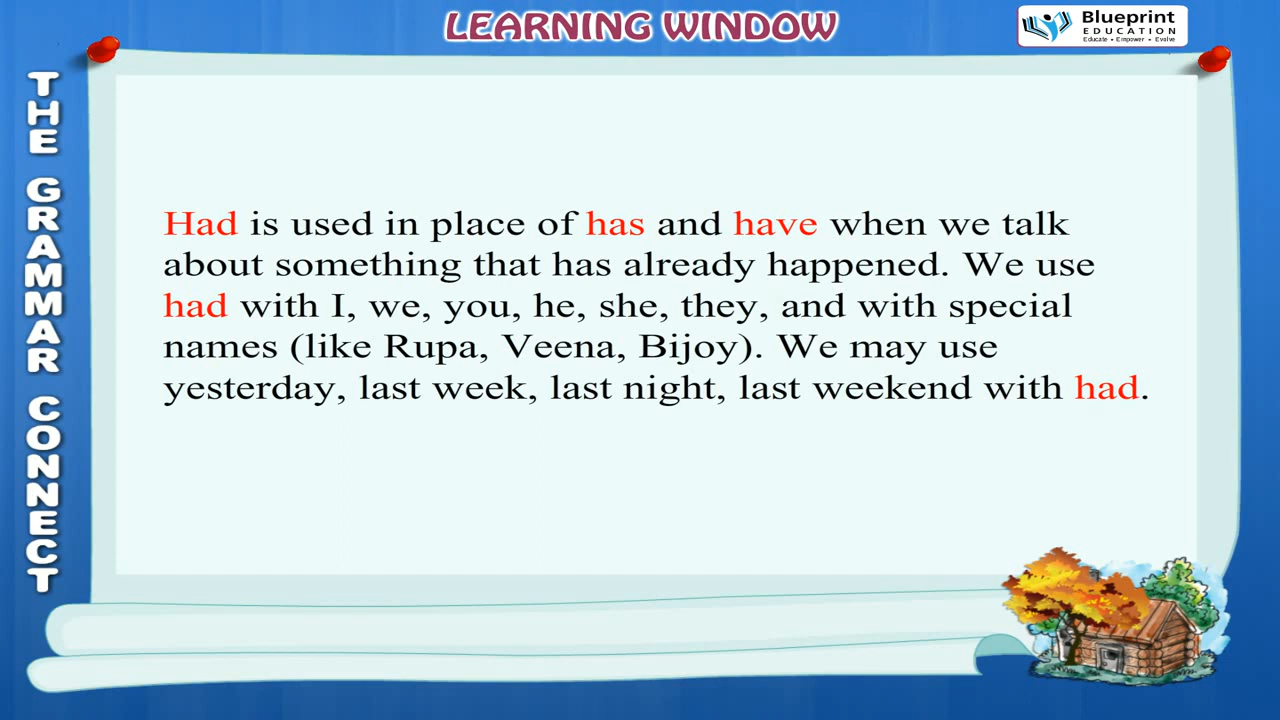 LEARNING WINDOW
Blueprint
EDUCATION
Educate • Empower • Evolve
THE GRAMMAR CONNECT
Had is used in place of has and have when we talk
about something that has already happened. We use
had with I, we, you, he, she, they, and with special
names (like Rupa, Veena, Bijoy). We may use
yesterday, last week, last night, last weekend with had.